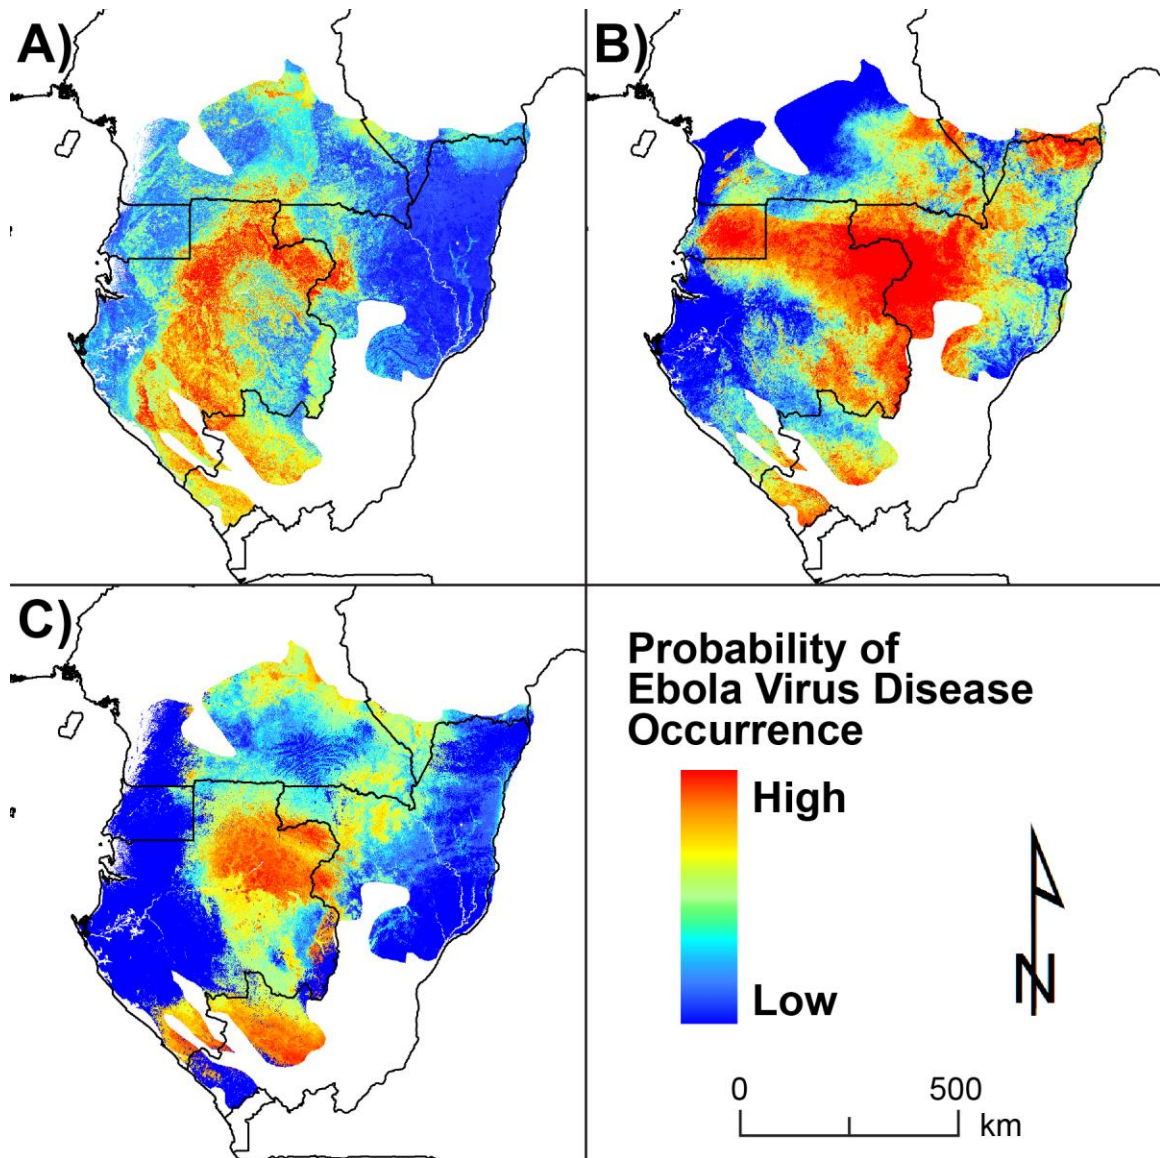 A)
B)
C)
Probability of
Ebola Virus Disease
Occurrence
High
Low
N
0 500
km